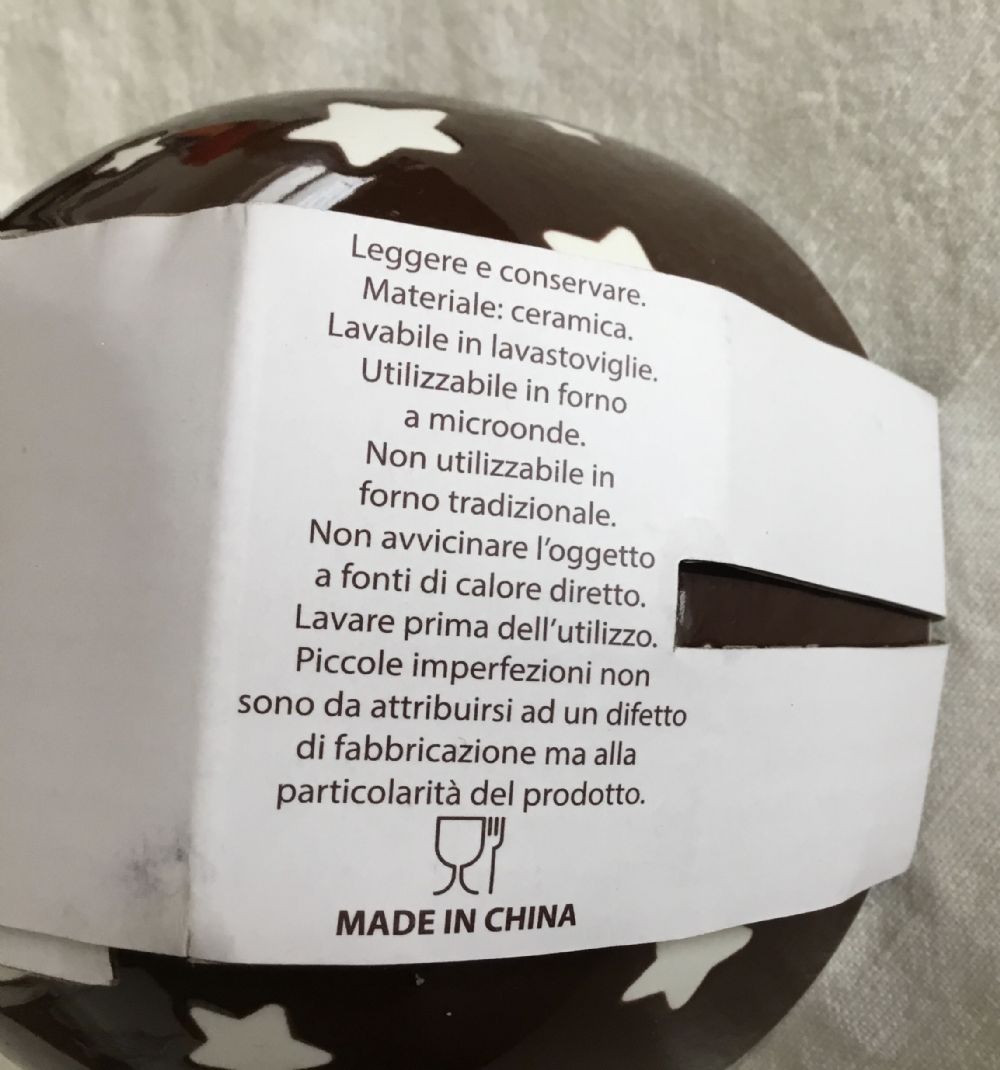 Leggere e conservare.
Materiale: ceramica.
Lavabile in lavastoviglie.
Utilizzabile in forno
a microonde.
Non utilizzabile in
forno tradizionale.
Non avvicinare l'oggetto
a fonti di calore diretto.
Lavare prima dell'utilizzo.
Piccole imperfezioni non
sono da attribuirsi ad un difetto
di fabbricazione ma alla
particolarità del prodotto.
MADE IN CHINA